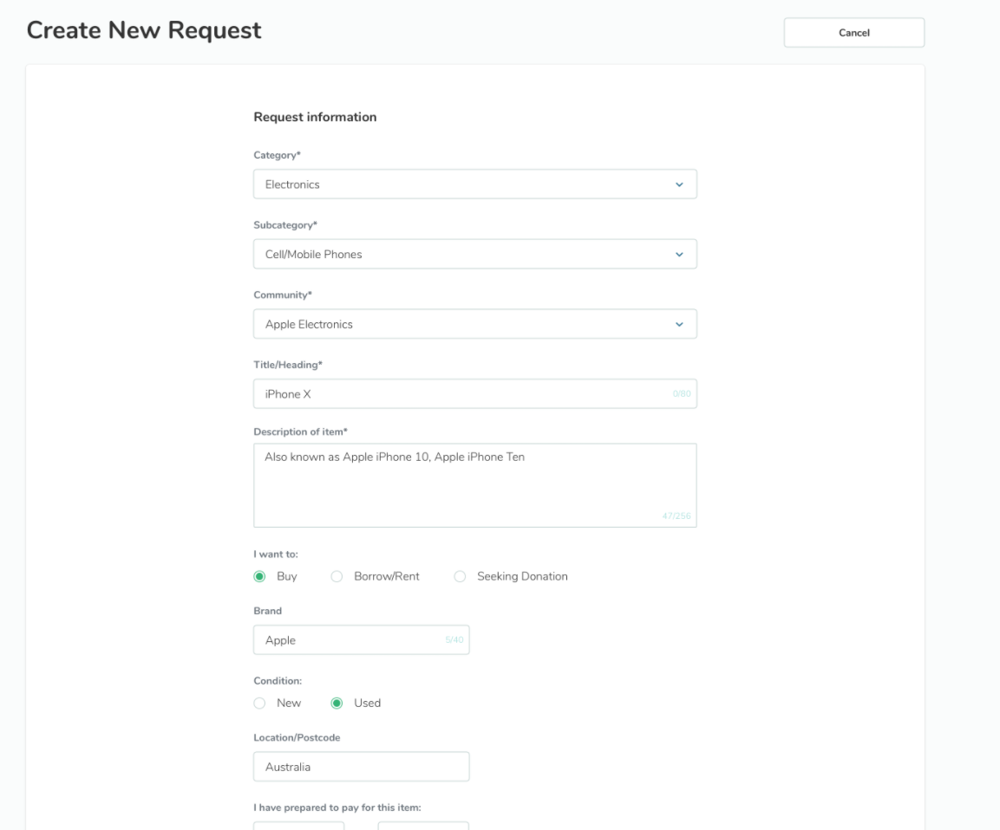 Create New Request
Cancel
Request information
Category*
Electronics
Subcategory*
Cell/Mobile Phones
Community*
Apple Electronics
Title/Heading*
iPhone X 0/80
Description of item*
Also known as Apple iPhone 10, Apple iPhone Ten
47/256
I want to:
Buy Borrow/Rent Seeking Donation
Brand
Apple 5/40
Condition:
New Used
Location/Postcode
Australia
I have prepared to pay for this item: